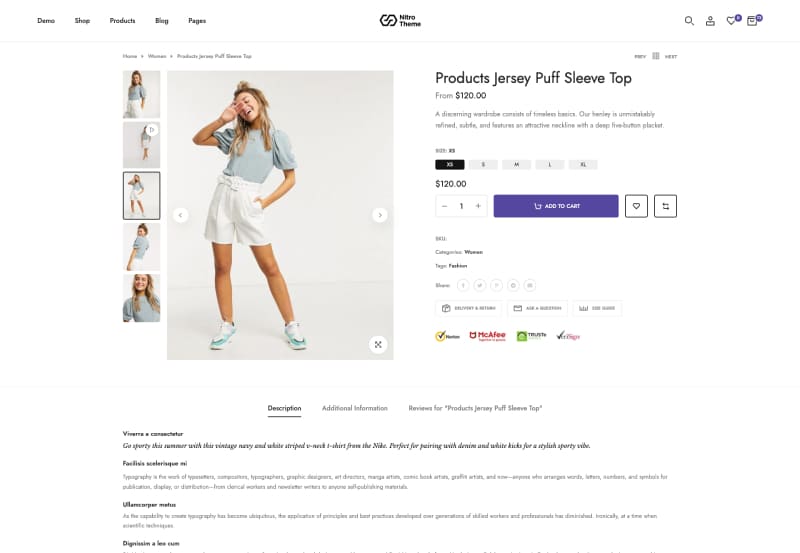 Demo Shop Products Blog Pages
Nitro
Theme
Home Women Products Jersey Puff Sleeve Top
PREV NEXT
Products Jersey Puff Sleeve Top
From $120.00
A discerning wardrobe consists of timeless basics. Our henley is unmistakably
refined, subtle, and features an attractive neckline with a deep five-button placket.
SIZE: XS
XS S M L XL
$120.00
− 1 +
ADD TO CART
SKU:
Categories: Women
Tags: Fashion
Share:
DELIVERY & RETURN ASK A QUESTION SIZE GUIDE
Norton McAfee TRUSTe VeriSign
Description Additional Information Reviews for "Products Jersey Puff Sleeve Top"
Viverra a consectetur
Go sporty this summer with this vintage navy and white striped v-neck t-shirt from the Nike. Perfect for pairing with denim and white kicks for a stylish sporty vibe.
Facilisis scelerisque mi
Typography is the work of typesetters, compositors, typographers, graphic designers, art directors, manga artists, comic book artists, graffiti artists, and now—anyone who arranges words, letters, numbers, and symbols for
publication, display, or distribution—from clerical workers and newsletter writers to anyone self-publishing materials.
Ullamcorper metus
As the capability to create typography has become ubiquitous, the application of principles and best practices developed over generations of skilled workers and professionals has diminished. Ironically, at a time when
scientific techniques.
Dignissim a leo cum